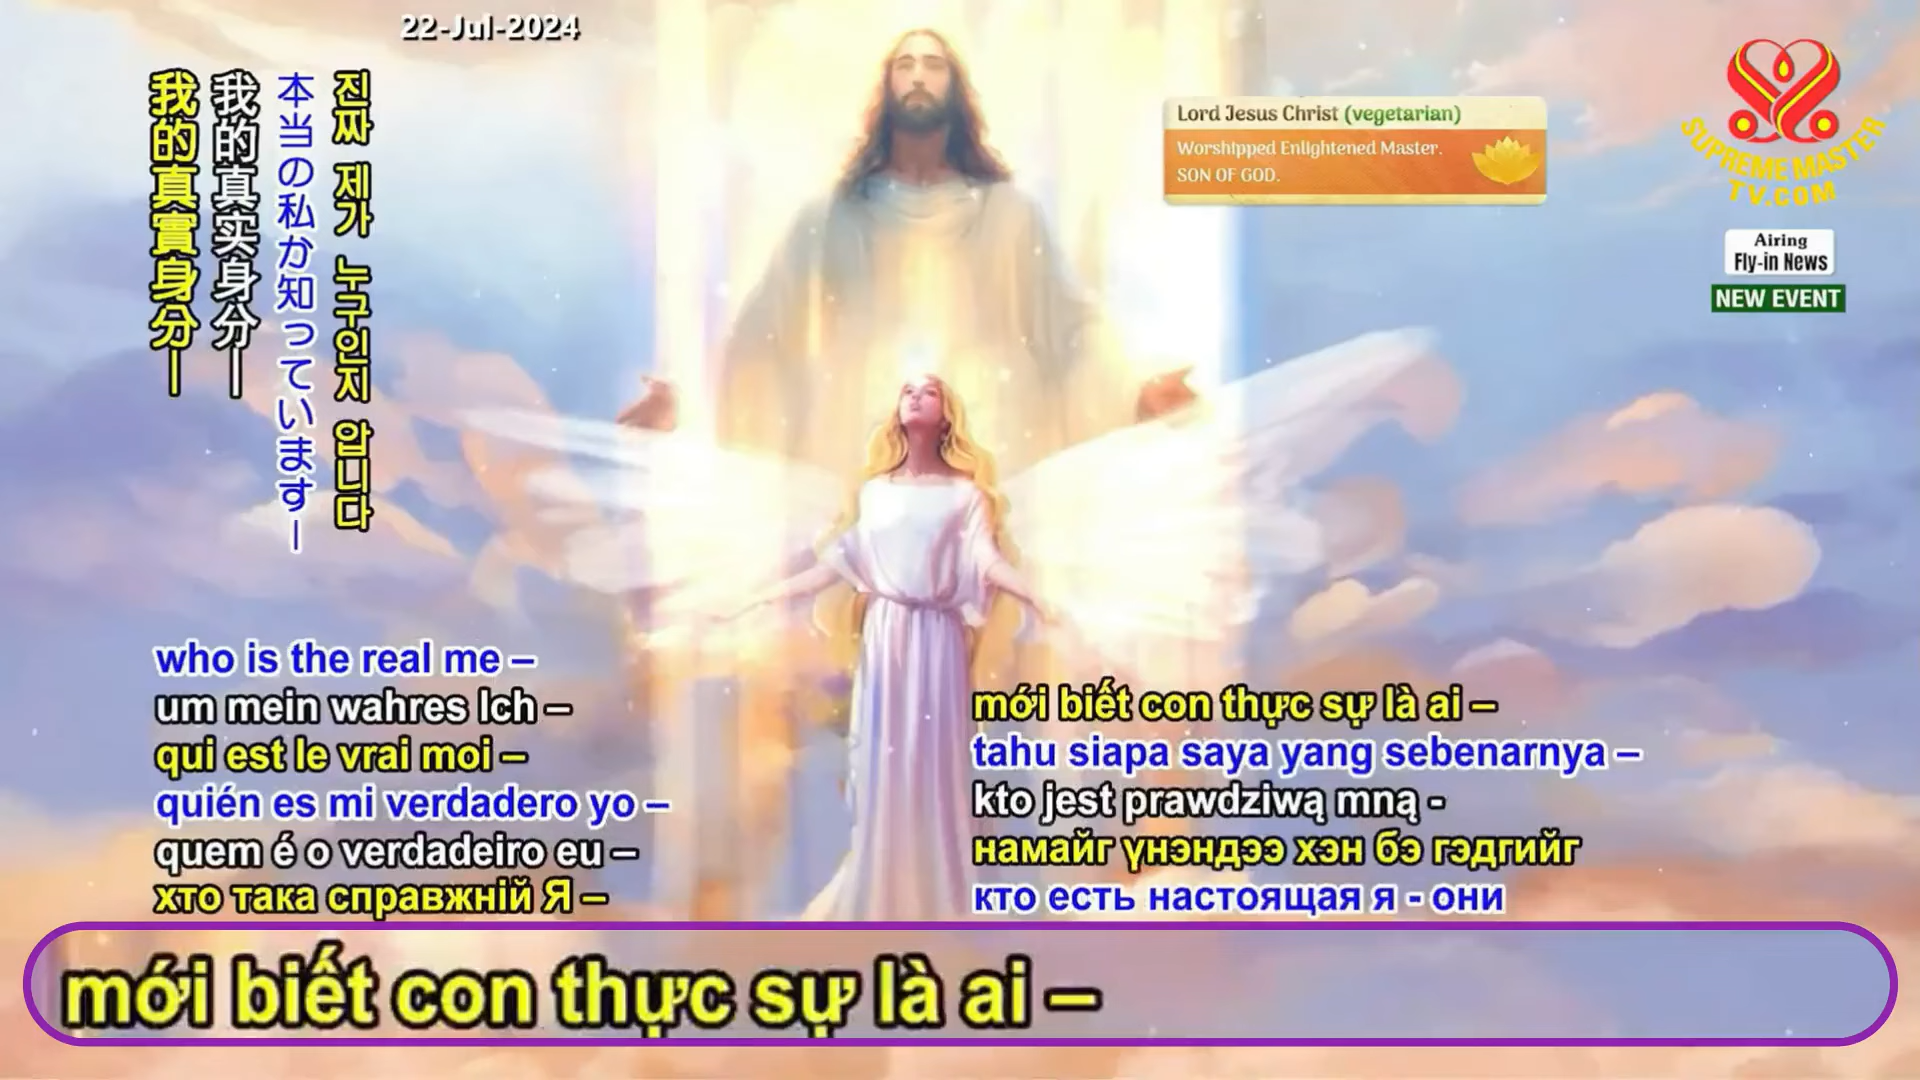 22-Jul-2024
我的真實身分—
我的真实身分—
本当の私か知っています—
진짜 제가 누구인지 압니다
Lord Jesus Christ (vegetarian)
Worshipped Enlightened Master.
SON OF GOD.
SUPREME MASTER
TV.COM
Airing
Fly-in News
NEW EVENT
who is the real me –
um mein wahres Ich –
qui est le vrai moi –
quién es mi verdadero yo –
quem é o verdadeiro eu –
хто така справжній Я –
mới biết con thực sự là ai –
tahu siapa saya yang sebenarnya –
kto jest prawdziwą mną -
намайг үнэндээ хэн бэ гэдгийг
кто есть настоящая я - они
mới biết con thực sự là ai –